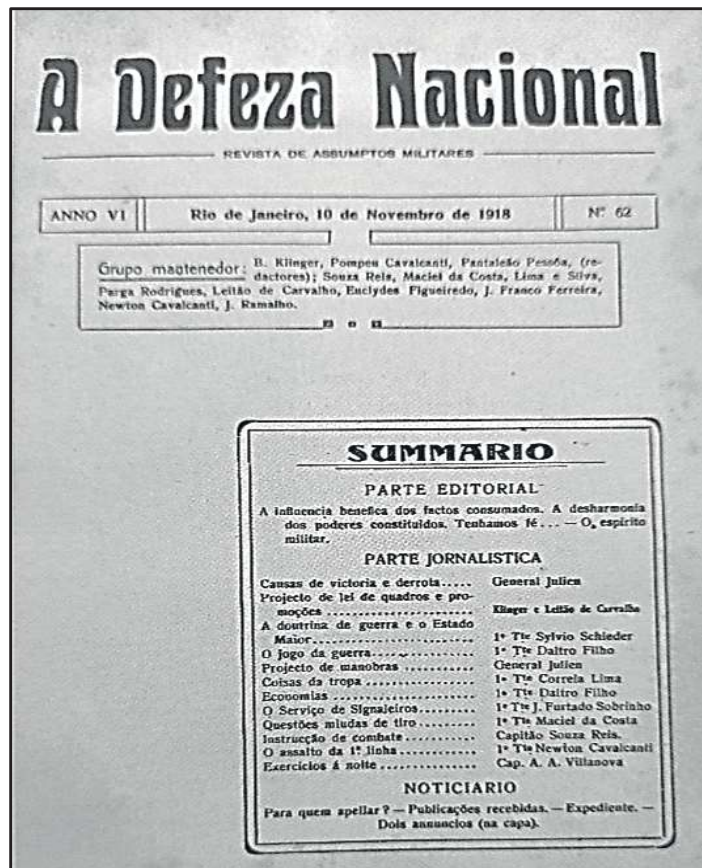 A Defeza Nacional
REVISTA DE ASSUMPTOS MILITARES
ANNO VI
Rio de Janeiro, 10 de Novembro de 1918
Nº 62
Grupo mantenedor: B. Klinger, Pompeu Cavalcanti, Pantaleão Pessôa, (re-
dactores); Souza Reis, Maciel da Costa, Lima e Silva,
Parga Rodrigues, Leitão de Carvalho, Euclydes Figueiredo, J. Franco Ferreira,
Newton Cavalcanti, J. Ramalho.
SUMMÁRIO
PARTE EDITORIAL
A influencia benefica dos factos consumados. A desharmonia
dos poderes constituidos. Tenhamos fé... — O espirito
militar.
PARTE JORNALISTICA
Causas de victoria e derrota..... General Julien
Projecto de lei de quadros e pro-
moções ...................... Klinger e Leitão de Carvalho
A doutrina de guerra e o Estado
Maior........................ 1º Tte Sylvio Schleder
O jogo da guerra................ 1º Tte Daltro Filho
Projecto de manobras ........... General Julien
Coisas da tropa ................ 1º Tte Correia Lima
Economias ...................... 1º Tte Daltro Filho
O Serviço de Signaleiros........ 1º Tte J. Furtado Sobrinho
Questões miudas de tiro......... 1º Tte Maciel da Costa
Instrucção de combate........... Capitão Souza Reis.
O assalto da 1ª linha........... 1º Tte Newton Cavalcanti
Exercicios á noite .............. Cap. A. A. Villanova
NOTICIARIO
Para quem apellar? — Publicações recebidas. — Expediente. —
Dois annuncios (na capa).